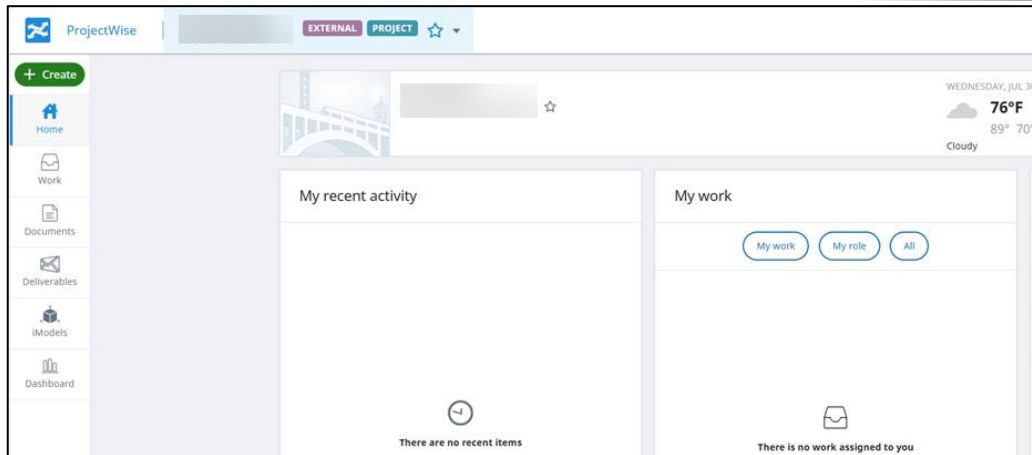 ProjectWise
EXTERNAL PROJECT
+ Create
Home
Work
Documents
Deliverables
iModels
Dashboard
WEDNESDAY, JUL
76°F
89° 70°
Cloudy
My recent activity
There are no recent items
My work
My work My role All
There is no work assigned to you